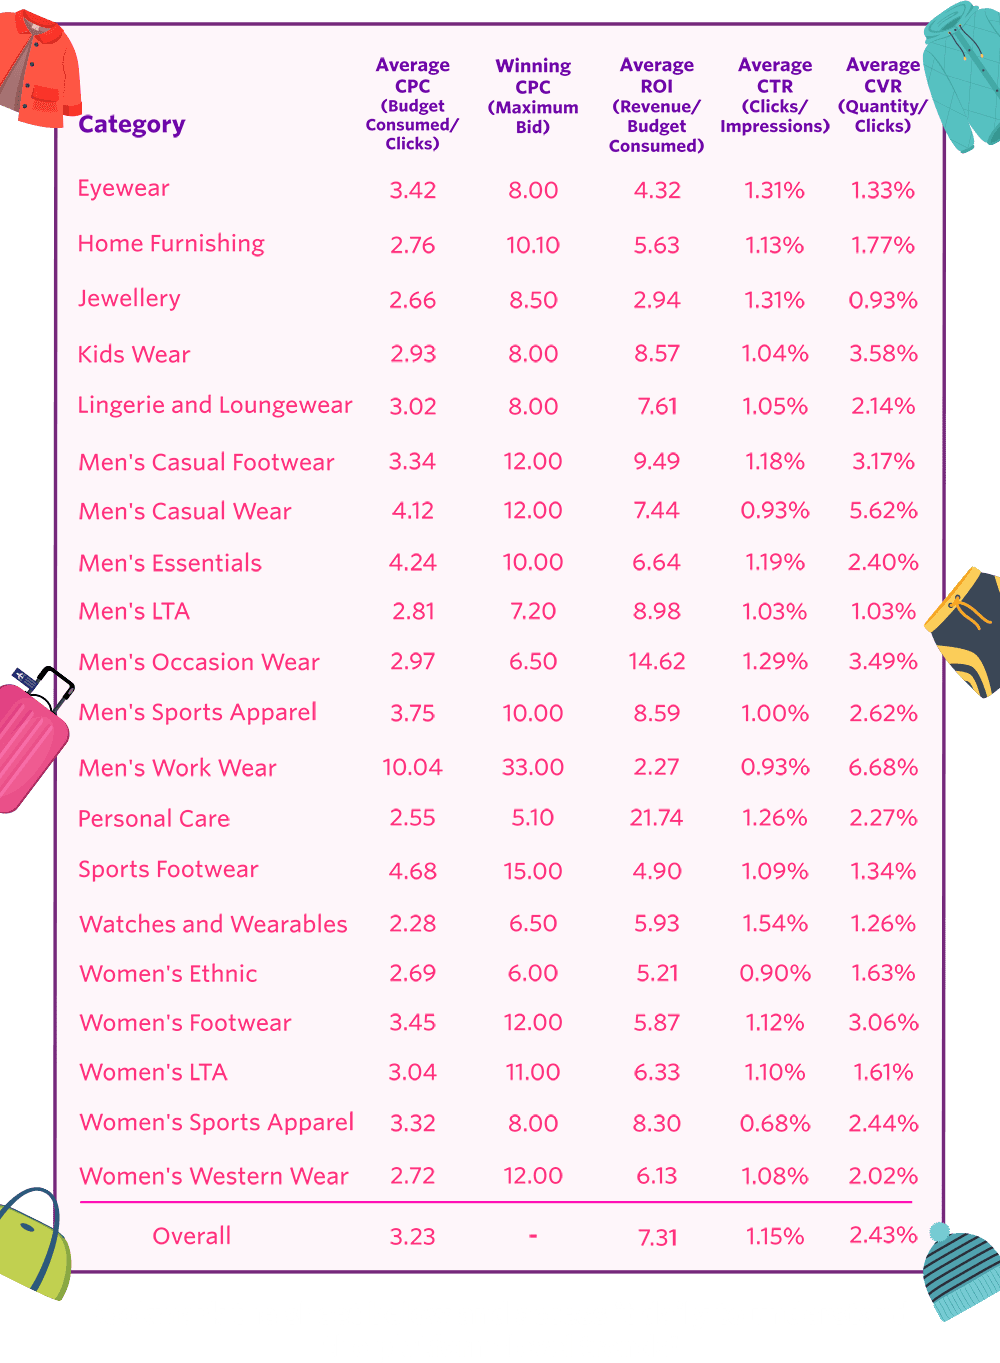 Category
Average CPC (Budget Consumed/ Clicks)
Winning CPC (Maximum Bid)
Average ROI (Revenue/ Budget Consumed)
Average CTR (Clicks/ Impressions)
Average CVR (Quantity/ Clicks)
Eyewear 3.42 8.00 4.32 1.31% 1.33%
Home Furnishing 2.76 10.10 5.63 1.13% 1.77%
Jewellery 2.66 8.50 2.94 1.31% 0.93%
Kids Wear 2.93 8.00 8.57 1.04% 3.58%
Lingerie and Loungewear 3.02 8.00 7.61 1.05% 2.14%
Men's Casual Footwear 3.34 12.00 9.49 1.18% 3.17%
Men's Casual Wear 4.12 12.00 7.44 0.93% 5.62%
Men's Essentials 4.24 10.00 6.64 1.19% 2.40%
Men's LTA 2.81 7.20 8.98 1.03% 1.03%
Men's Occasion Wear 2.97 6.50 14.62 1.29% 3.49%
Men's Sports Apparel 3.75 10.00 8.59 1.00% 2.62%
Men's Work Wear 10.04 33.00 2.27 0.93% 6.68%
Personal Care 2.55 5.10 21.74 1.26% 2.27%
Sports Footwear 4.68 15.00 4.90 1.09% 1.34%
Watches and Wearables 2.28 6.50 5.93 1.54% 1.26%
Women's Ethnic 2.69 6.00 5.21 0.90% 1.63%
Women's Footwear 3.45 12.00 5.87 1.12% 3.06%
Women's LTA 3.04 11.00 6.33 1.10% 1.61%
Women's Sports Apparel 3.32 8.00 8.30 0.68% 2.44%
Women's Western Wear 2.72 12.00 6.13 1.08% 2.02%
Overall 3.23 - 7.31 1.15% 2.43%